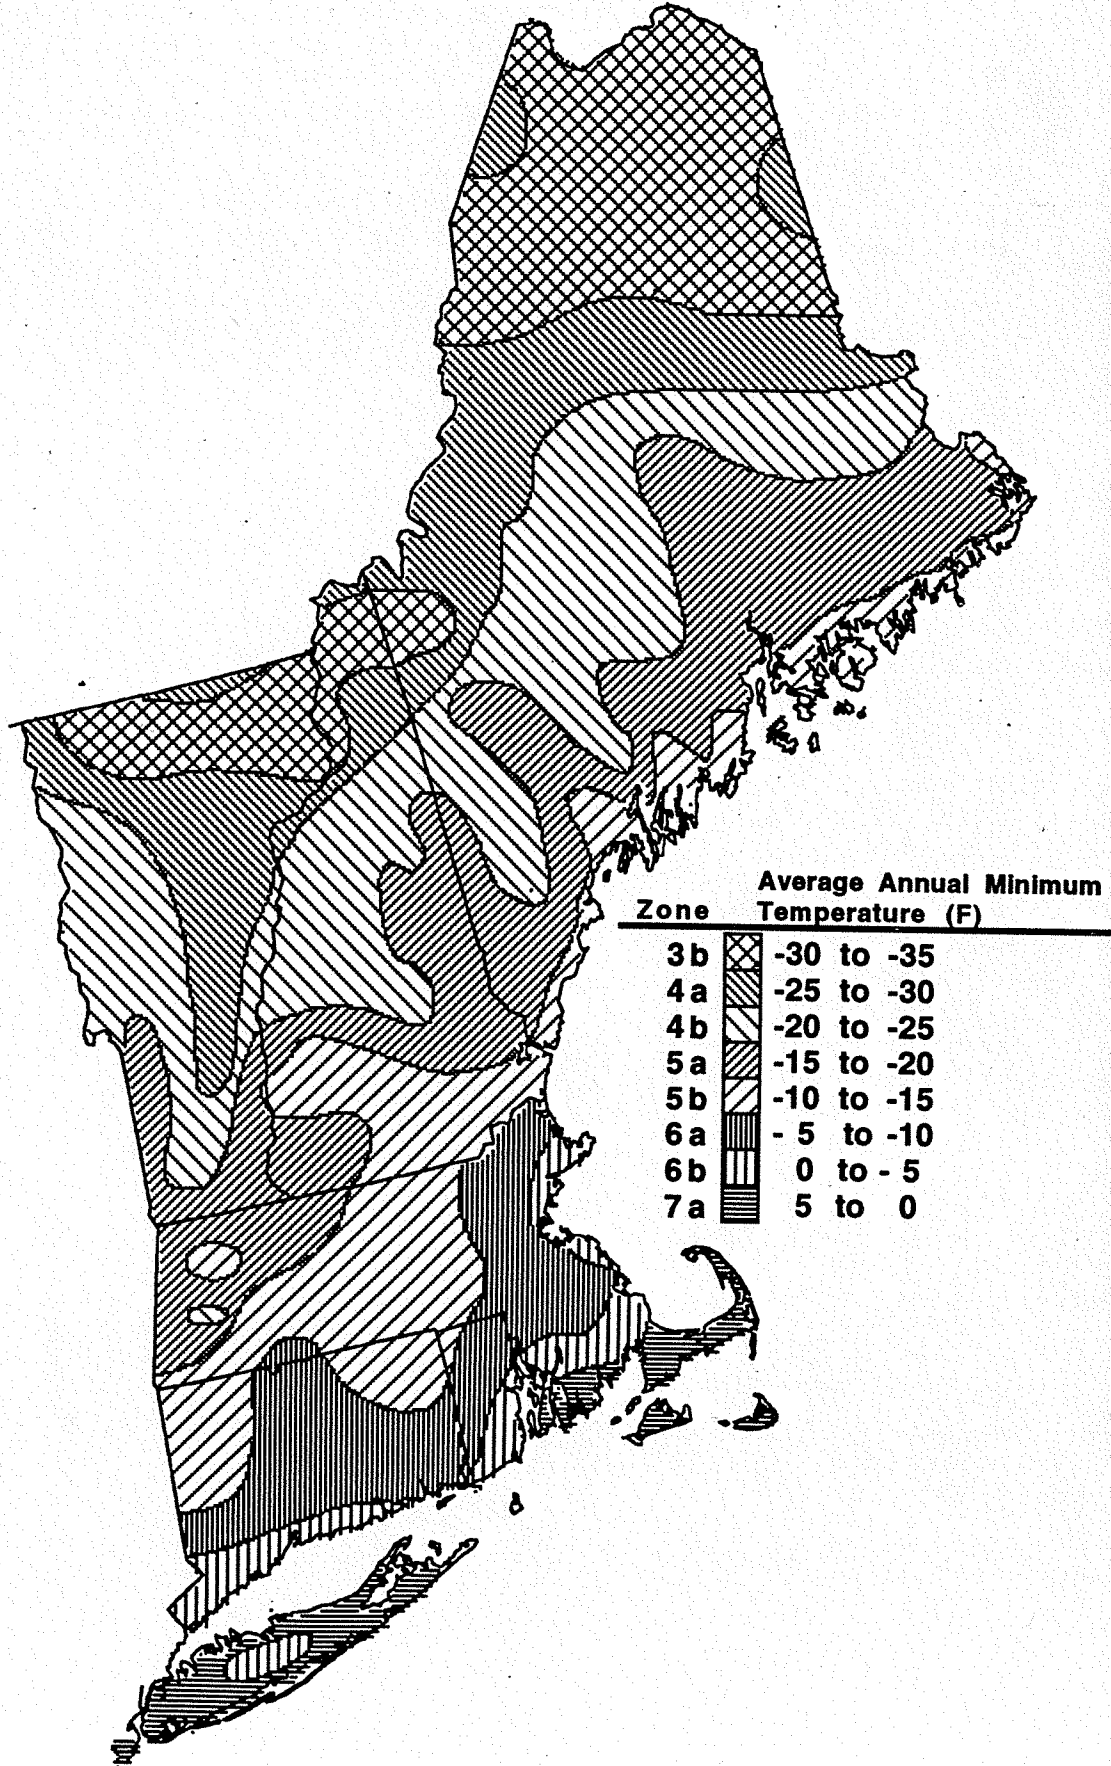 Average Annual Minimum
Zone Temperature (F)
3b -30 to -35
4a -25 to -30
4b -20 to -25
5a -15 to -20
5b -10 to -15
6a - 5 to -10
6b 0 to - 5
7a 5 to 0